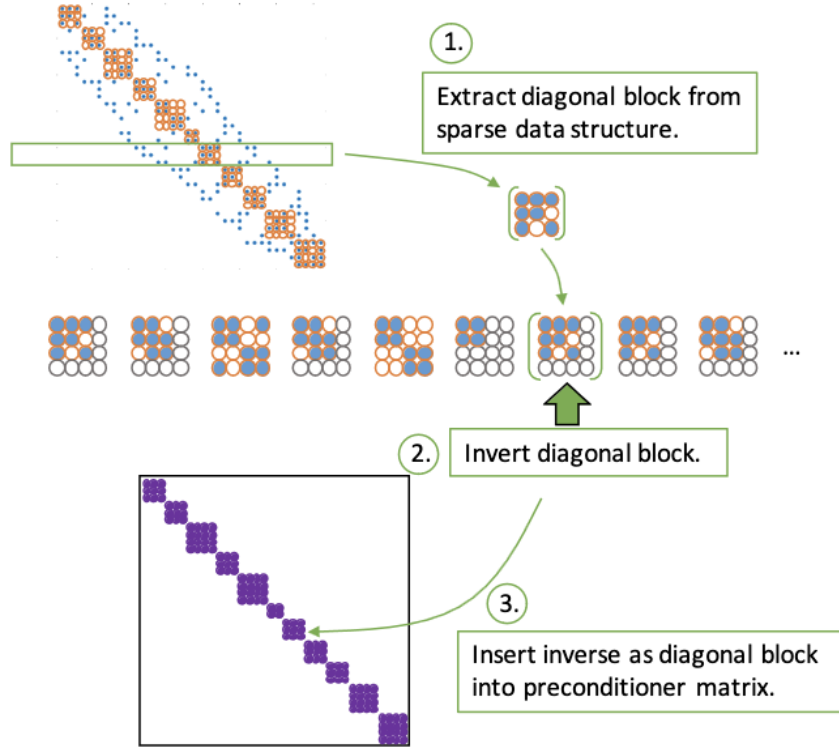 1.
Extract diagonal block from
sparse data structure.
...
2.
Invert diagonal block.
3.
Insert inverse as diagonal block
into preconditioner matrix.